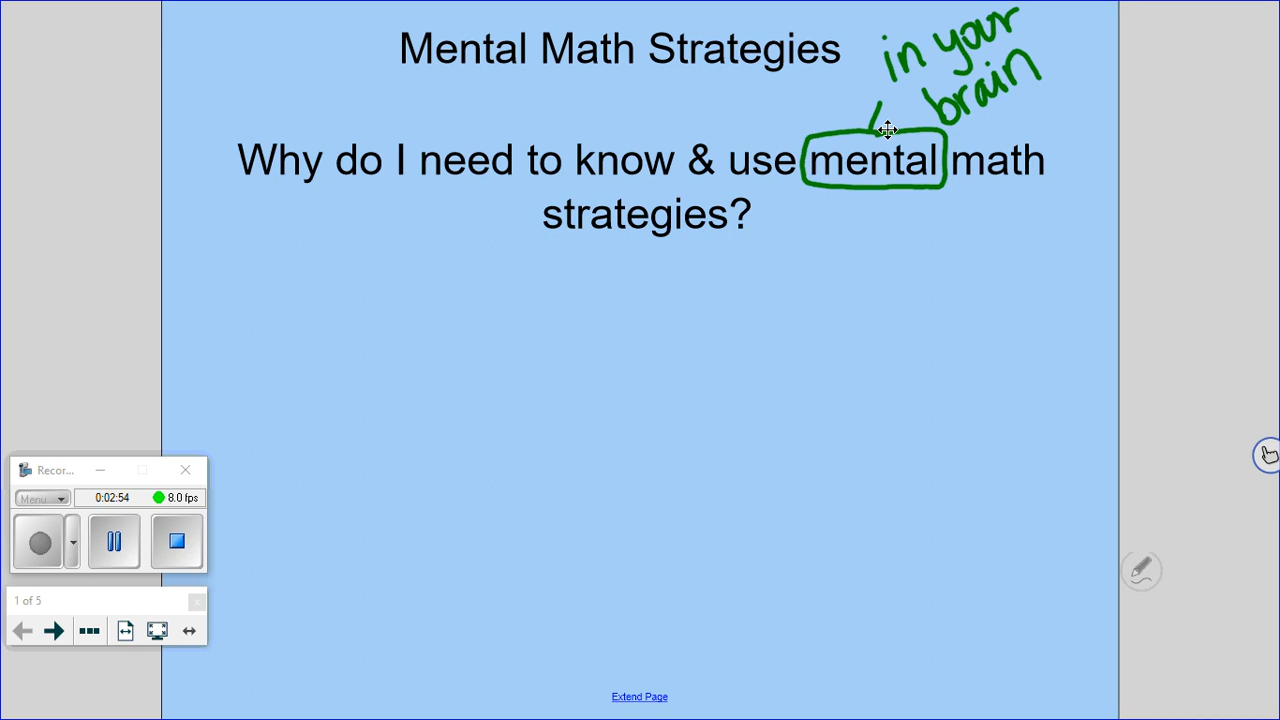 Mental Math Strategies
in your
brain
Why do I need to know & use mental math
strategies?
Recor...
Menu
0:02:54
8.0 fps
1 of 5
Extend Page